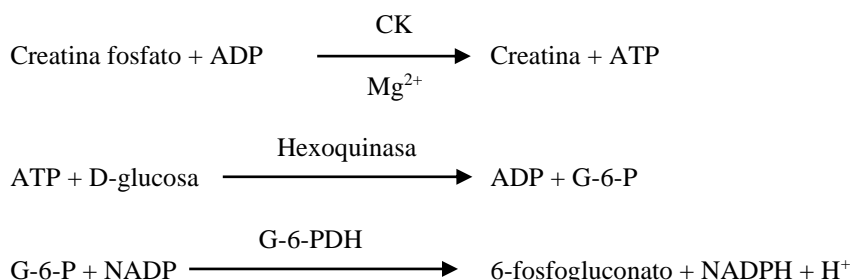 CK
Creatina fosfato + ADP Creatina + ATP
Mg²⁺
Hexoquinasa
ATP + D-glucosa ADP + G-6-P
G-6-PDH
G-6-P + NADP 6-fosfogluconato + NADPH + H⁺